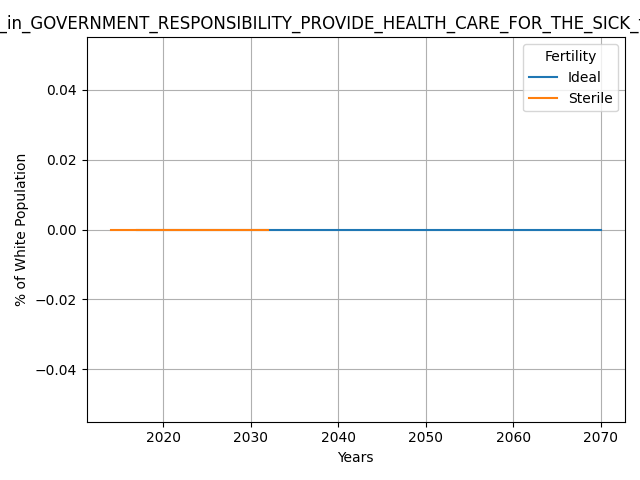 _in_GOVERNMENT_RESPONSIBILITY_PROVIDE_HEALTH_CARE_FOR_THE_SICK_
Fertility
Ideal
Sterile
0.04
0.02
0.00
−0.02
−0.04
% of White Population
2020 2030 2040 2050 2060 2070
Years